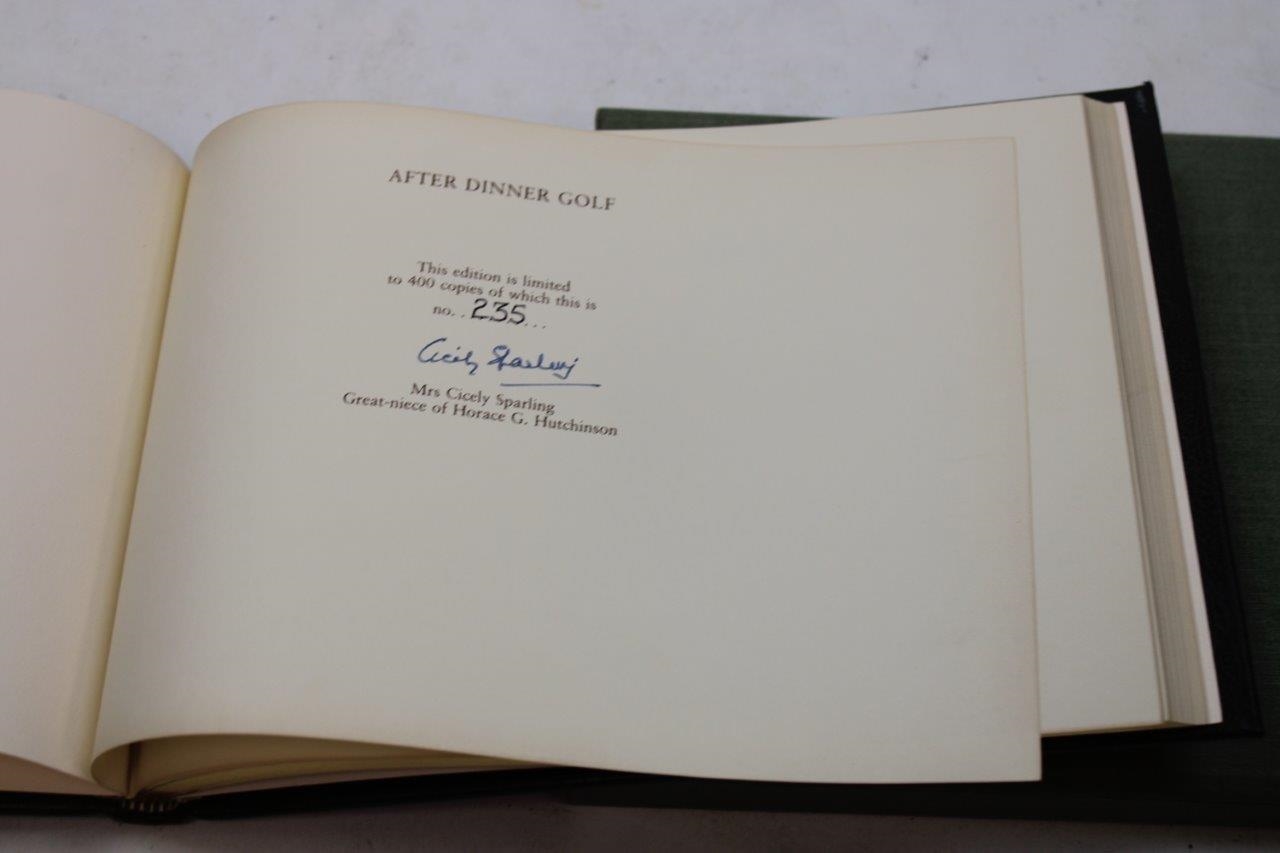 AFTER DINNER GOLF
This edition is limited
to 400 copies of which this is
no. . 235 . . .
Cicely Sparling
Mrs Cicely Sparling
Great-niece of Horace G. Hutchinson